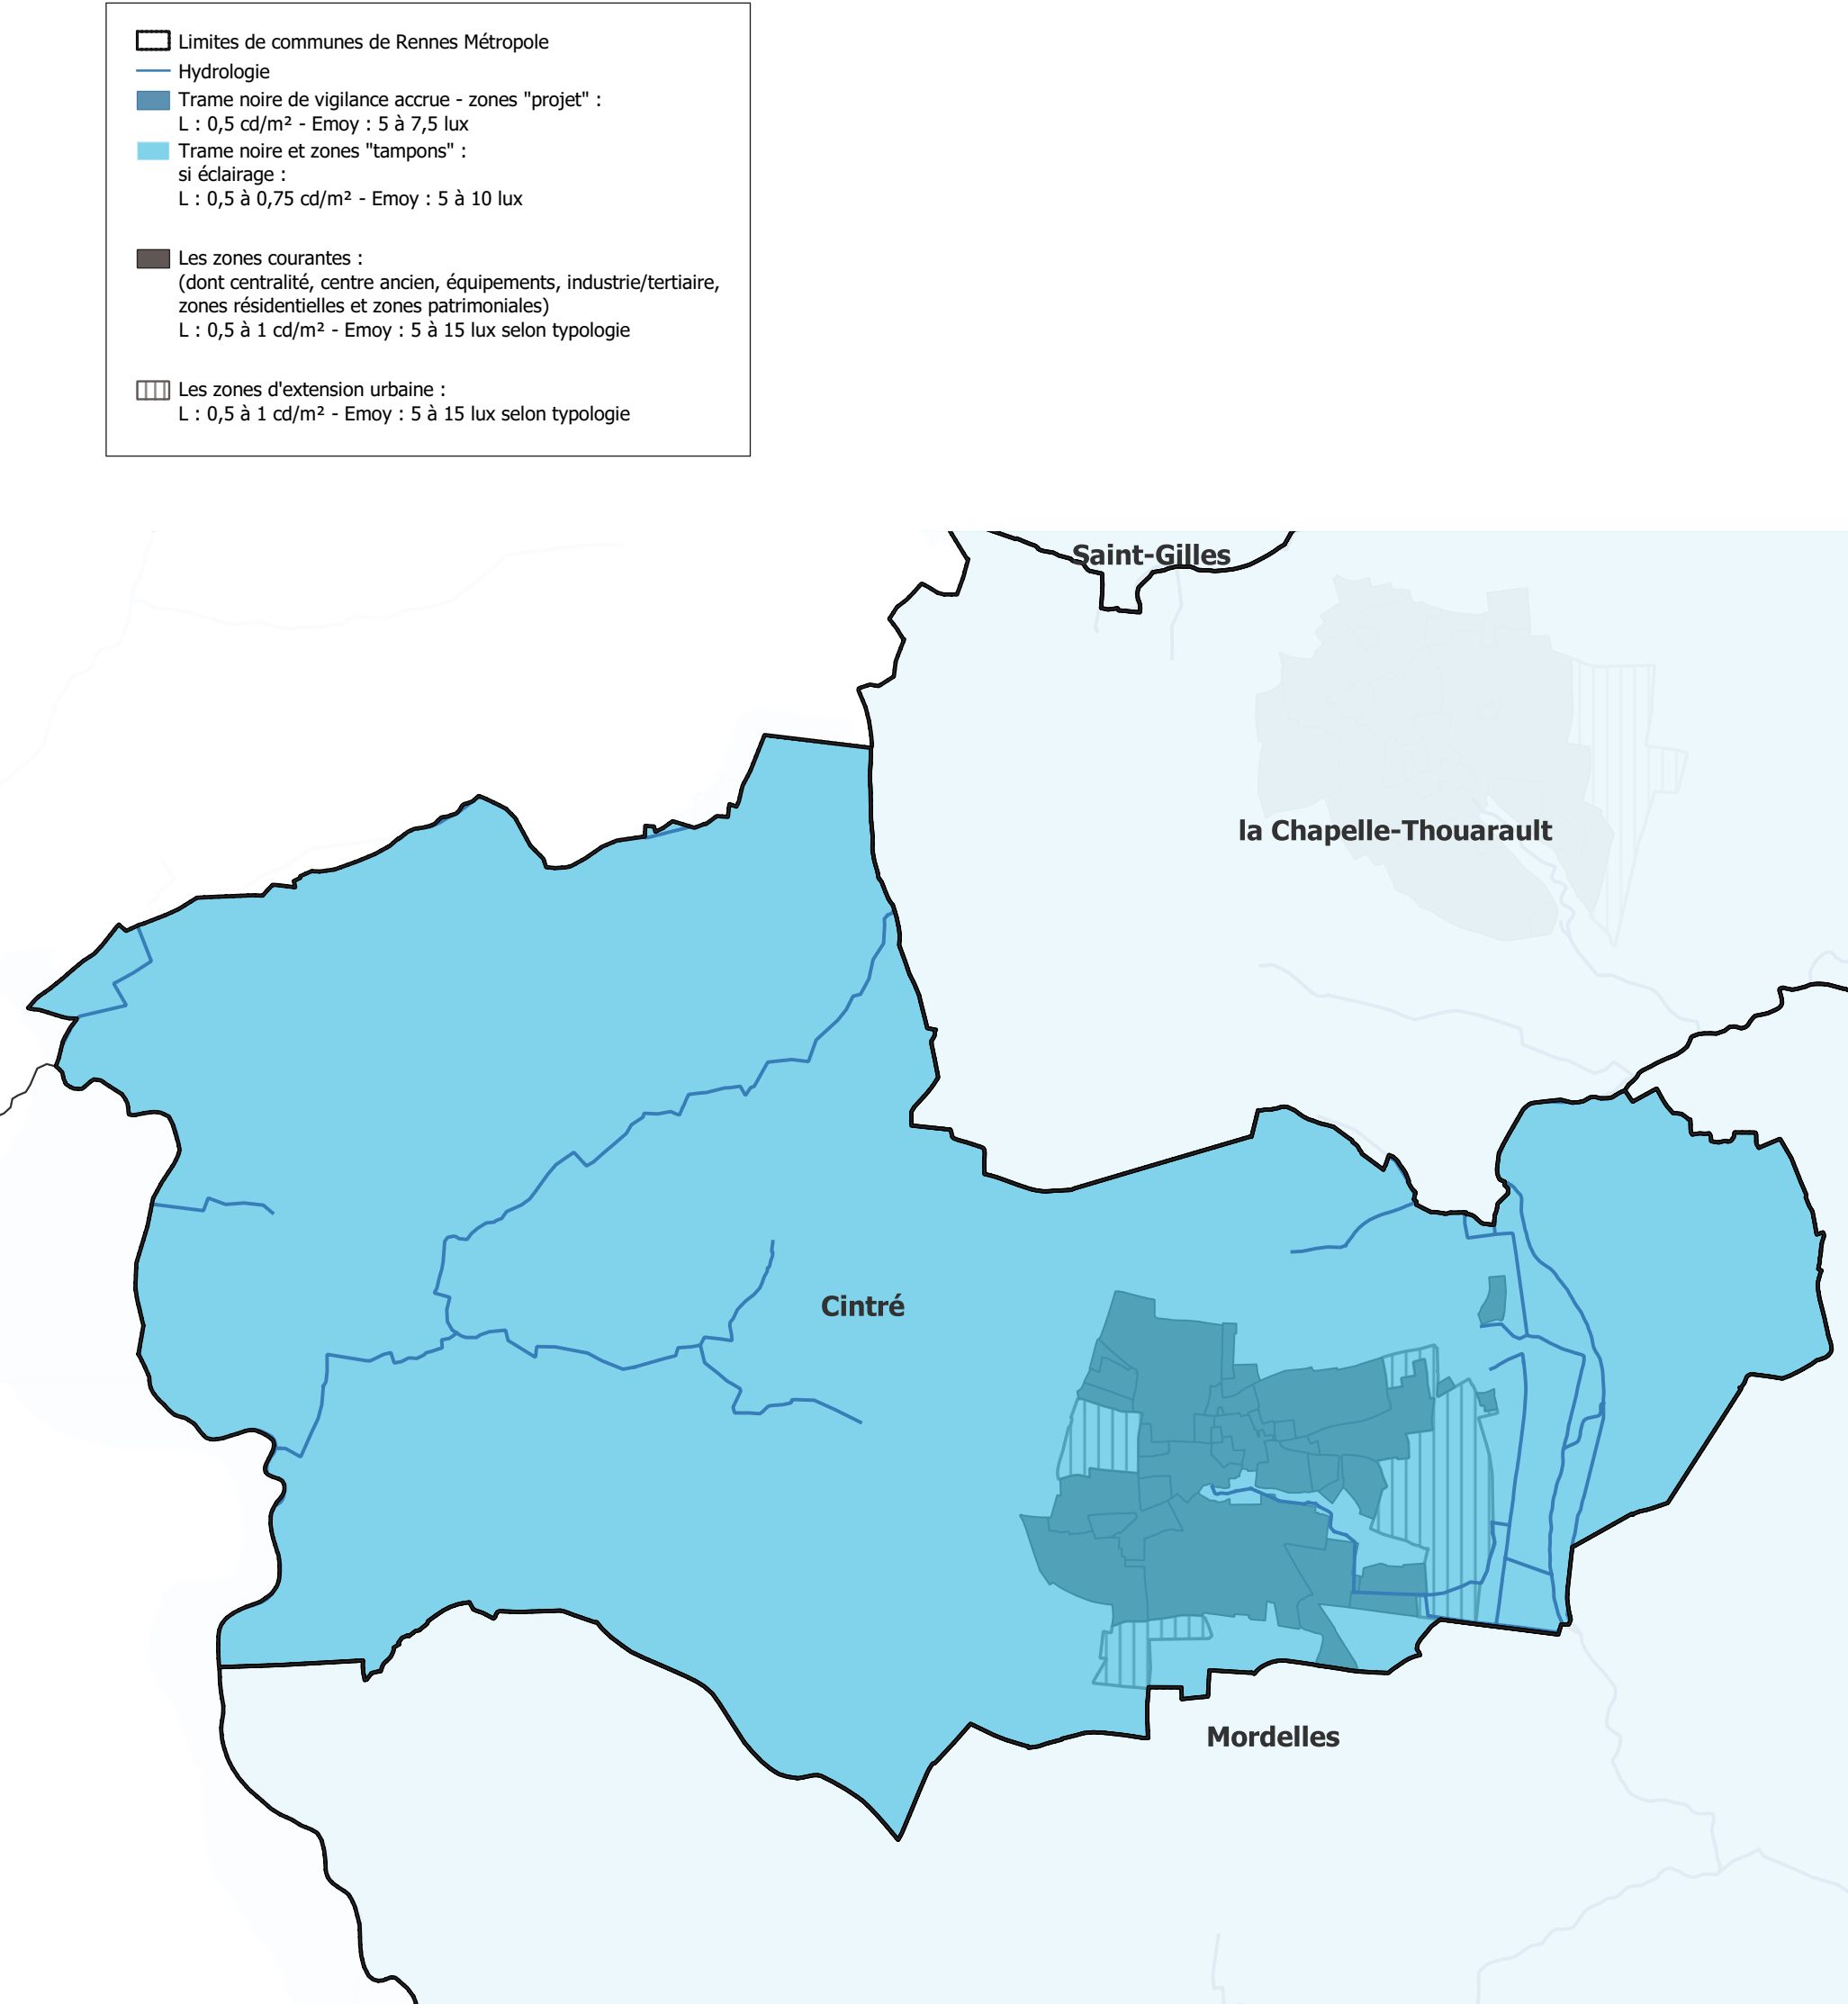 Limites de communes de Rennes Métropole
Hydrologie
Trame noire de vigilance accrue - zones "projet" :
L : 0,5 cd/m² - Emoy : 5 à 7,5 lux
Trame noire et zones "tampons" :
si éclairage :
L : 0,5 à 0,75 cd/m² - Emoy : 5 à 10 lux
Les zones courantes :
(dont centralité, centre ancien, équipements, industrie/tertiaire,
zones résidentielles et zones patrimoniales)
L : 0,5 à 1 cd/m² - Emoy : 5 à 15 lux selon typologie
Les zones d'extension urbaine :
L : 0,5 à 1 cd/m² - Emoy : 5 à 15 lux selon typologie
Saint-Gilles
la Chapelle-Thouarault
Cintré
Mordelles